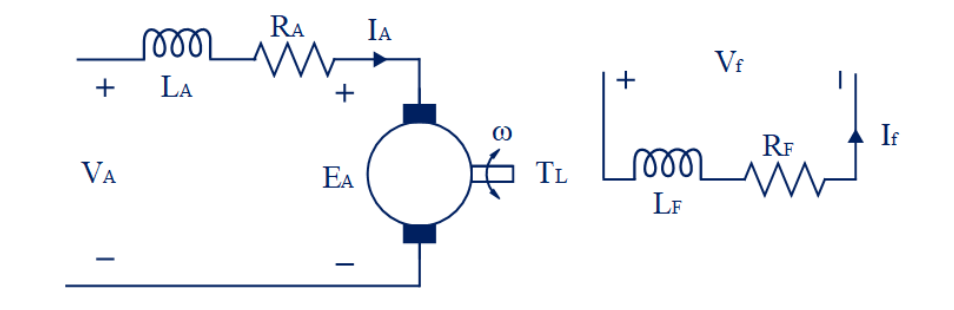 RA
IA
LA
+
+
VA
EA
ω
TL
−
−
Vf
+
−
RF
If
LF